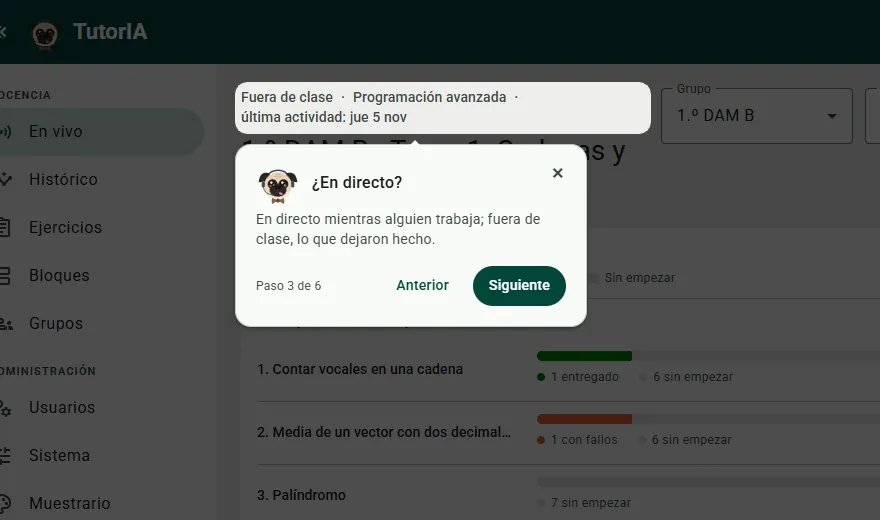 TutorIA
OCENCIA
En vivo
Histórico
Ejercicios
Bloques
Grupos
DMINISTRACIÓN
Usuarios
Sistema
Muestrario
Fuera de clase · Programación avanzada ·
última actividad: jue 5 nov
Grupo
1.º DAM B
as y
¿En directo?
En directo mientras alguien trabaja; fuera de
clase, lo que dejaron hecho.
Paso 3 de 6
Anterior
Siguiente
Sin empezar
1. Contar vocales en una cadena
1 entregado
6 sin empezar
2. Media de un vector con dos decimal...
1 con fallos
6 sin empezar
3. Palíndromo
7 sin empezar